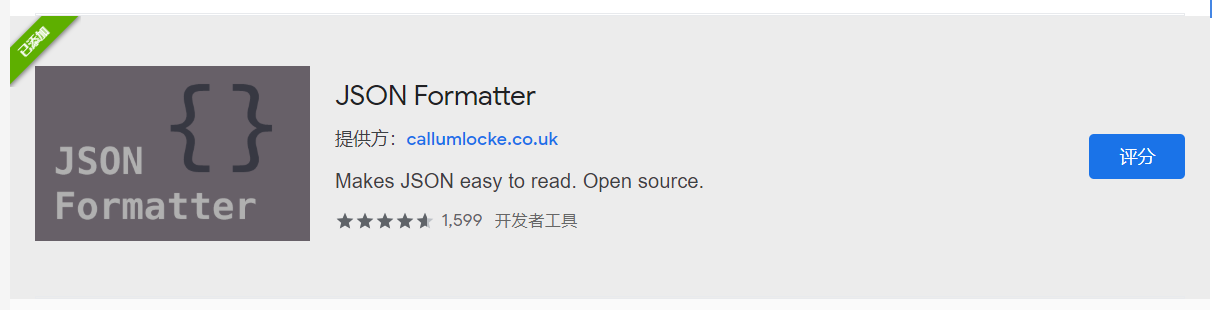 已添加
{}
JSON
Formatter
JSON Formatter
提供方：callumlocke.co.uk
Makes JSON easy to read. Open source.
1,599 开发者工具
评分